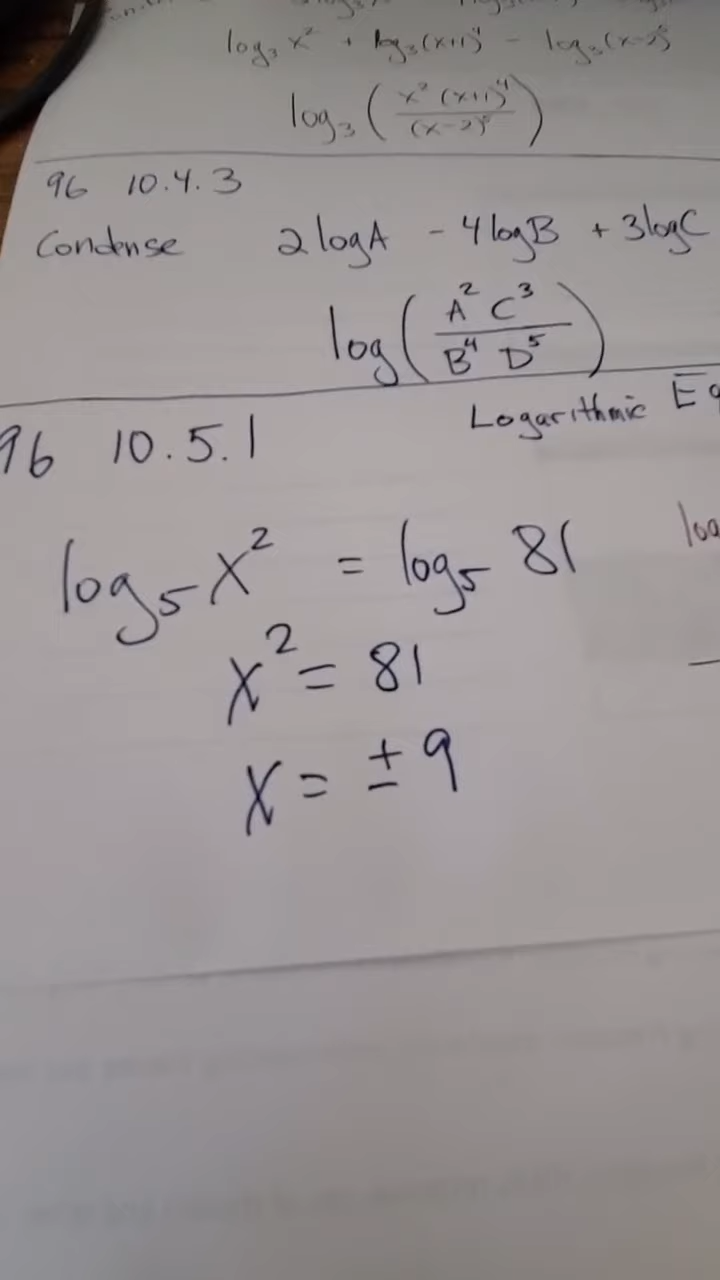 log₃ x² + log₃ (x+1)⁴ - log₃ (x-2)
log₃ ( x² (x+1)⁴ / (x-2) )
96 10.4.3
Condense 2 log A - 4 log B + 3 log C
log ( A² C³ / B⁴ D⁵ )
Logarithmic
96 10.5.1
log₅ x² = log₅ 81
x² = 81
x = ± 9